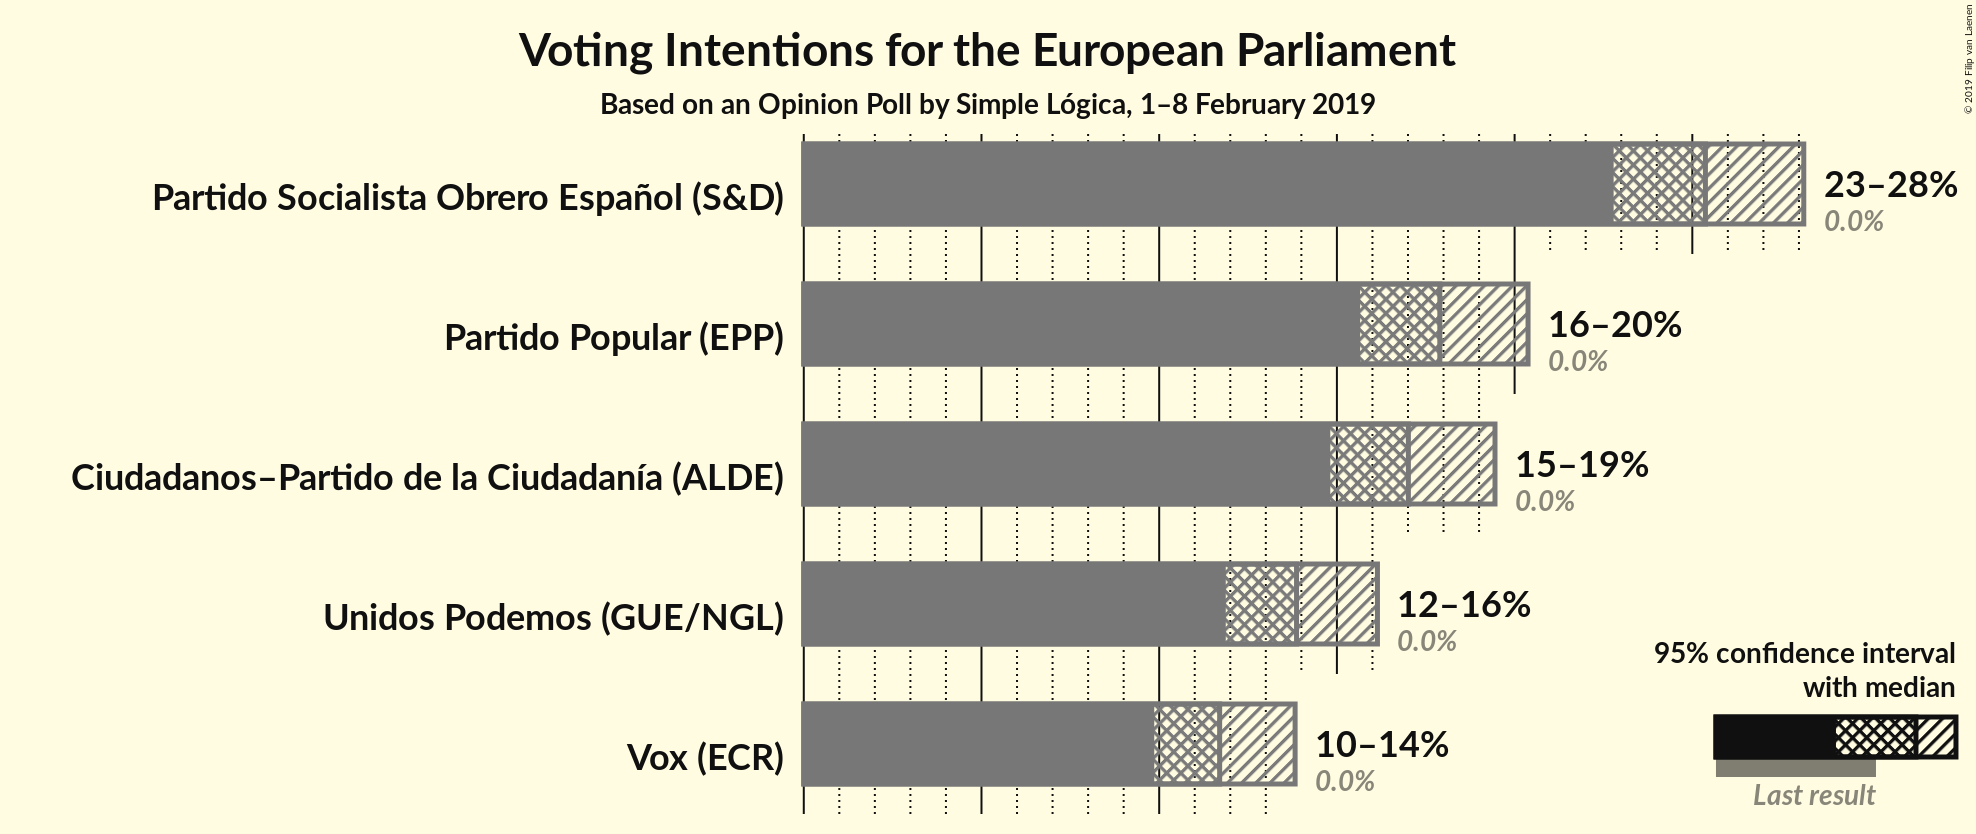 Voting Intentions for the European Parliament
Based on an Opinion Poll by Simple Lógica, 1–8 February 2019
© 2019 Filip van Laenen
Partido Socialista Obrero Español (S&D)
23–28%
0.0%
Partido Popular (EPP)
16–20%
0.0%
Ciudadanos–Partido de la Ciudadanía (ALDE)
15–19%
0.0%
Unidos Podemos (GUE/NGL)
12–16%
0.0%
Vox (ECR)
10–14%
0.0%
95% confidence interval
with median
Last result